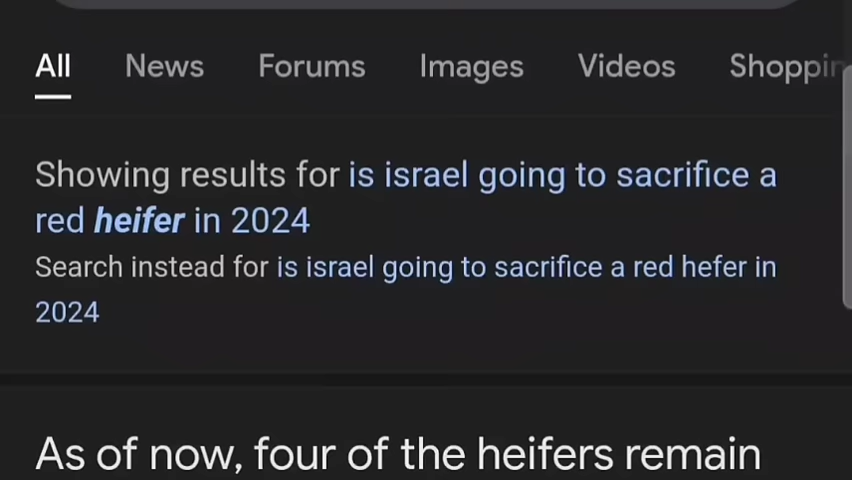 All News Forums Images Videos Shoppin
Showing results for is israel going to sacrifice a
red heifer in 2024
Search instead for is israel going to sacrifice a red hefer in
2024
As of now, four of the heifers remain